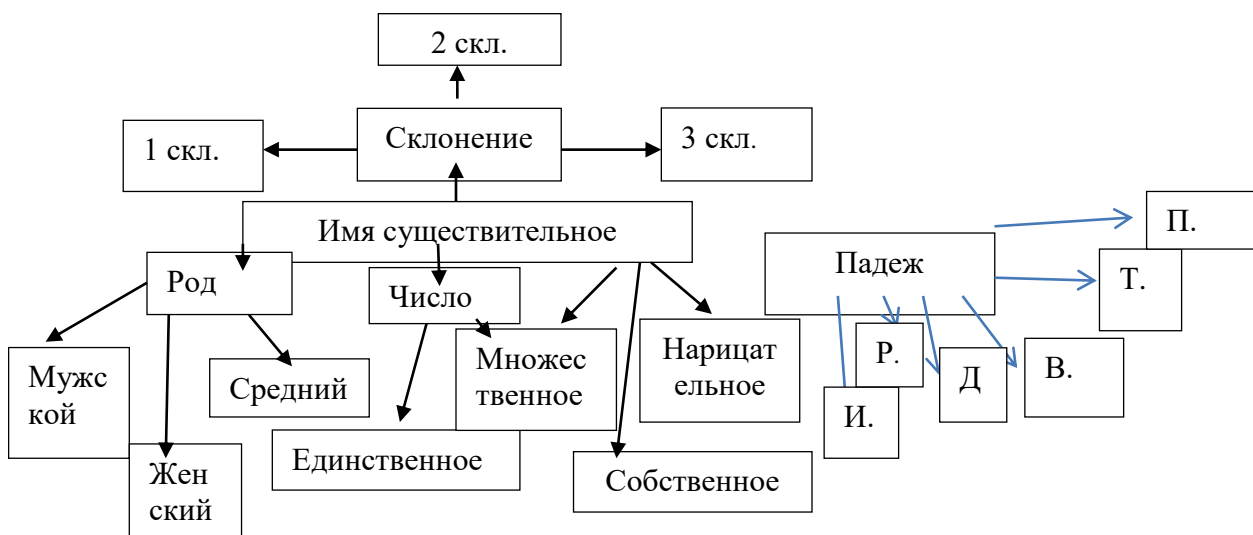 2 скл.
Склонение
1 скл.
3 скл.
Имя существительное
П.
Падеж
Т.
Род
Число
Р.
Д
В.
И.
Мужс
кой
Средний
Множес
твенное
Нарицат
ельное
Единственное
Собственное
Жен
ский